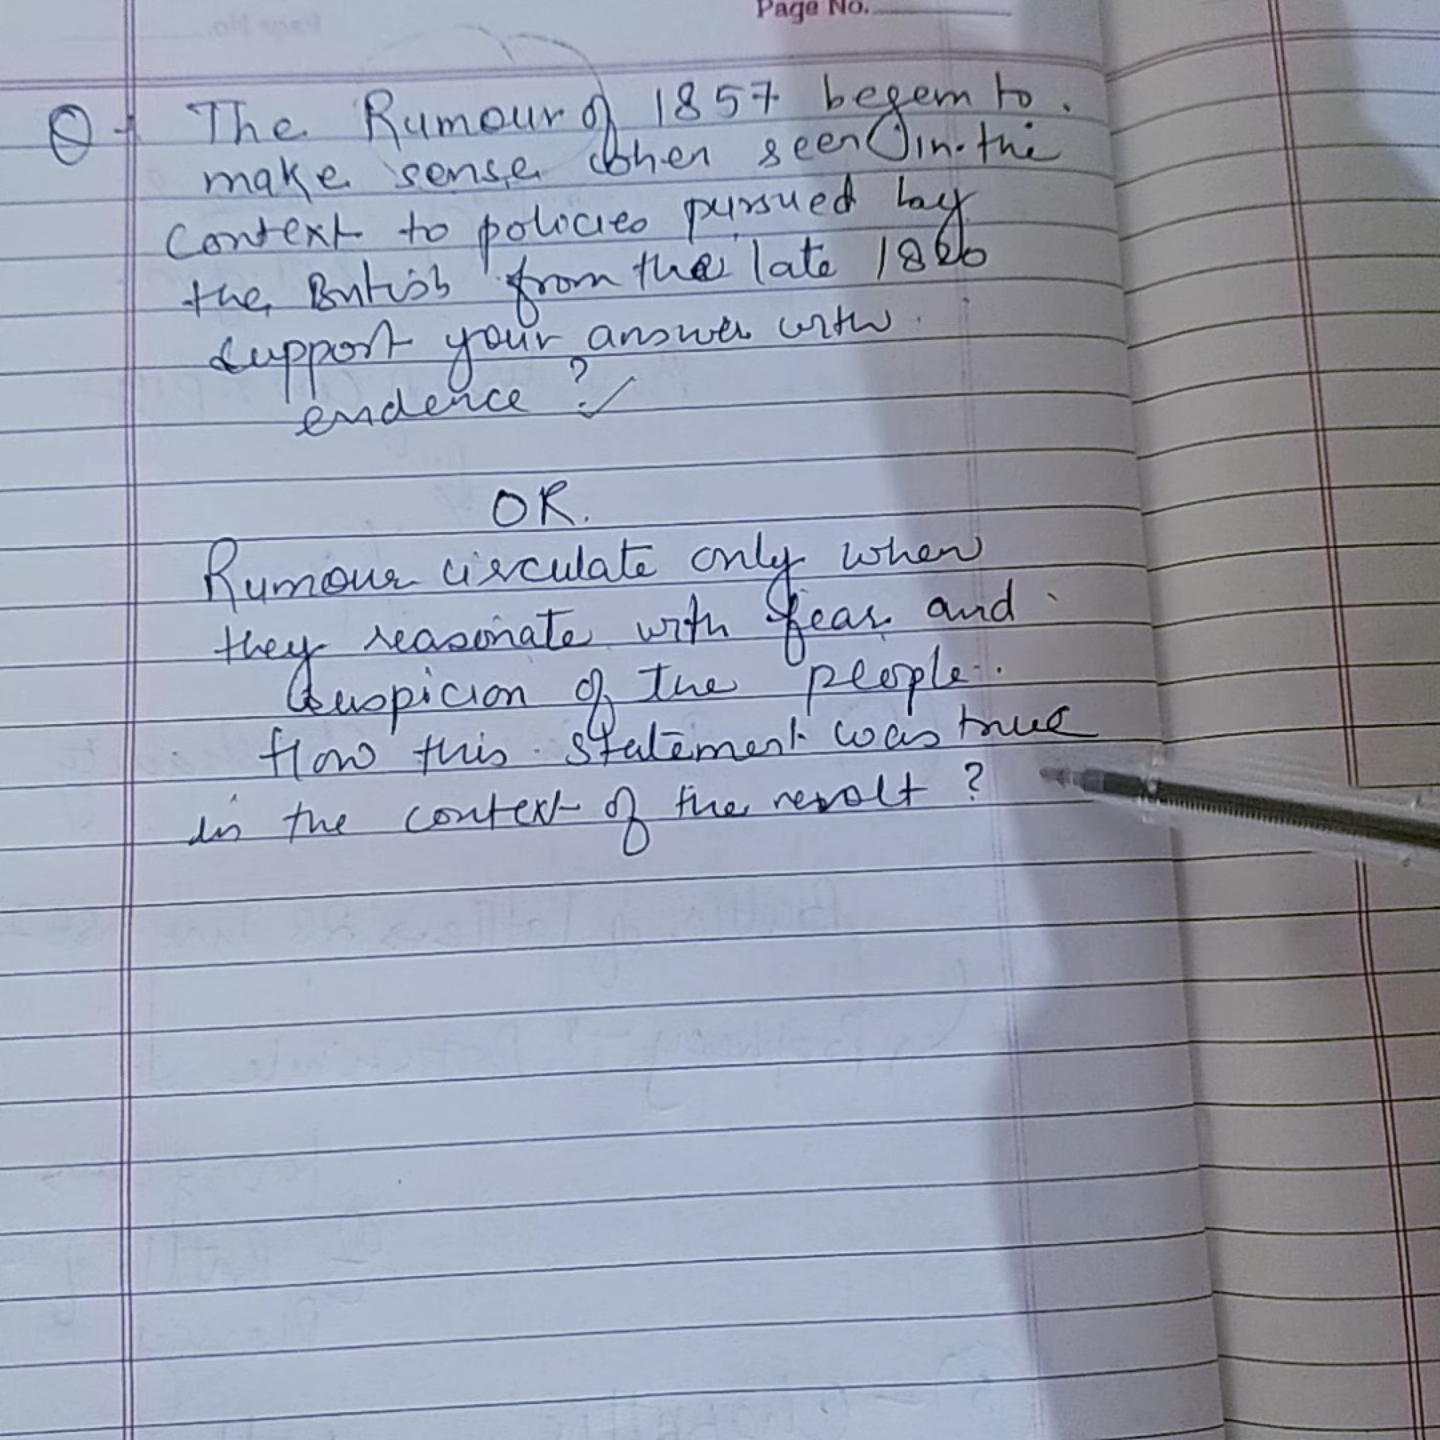 Page No.
Q- The Rumour of 1857 begem to.
make sense when seen in the
Context to policies pursued by
the British from the late 1820
support your answer with
evidence ?
OR.
Rumour circulate only when
they reasonate with fear and
suspicion of the people.
How this statement was true
in the context of the revolt ?